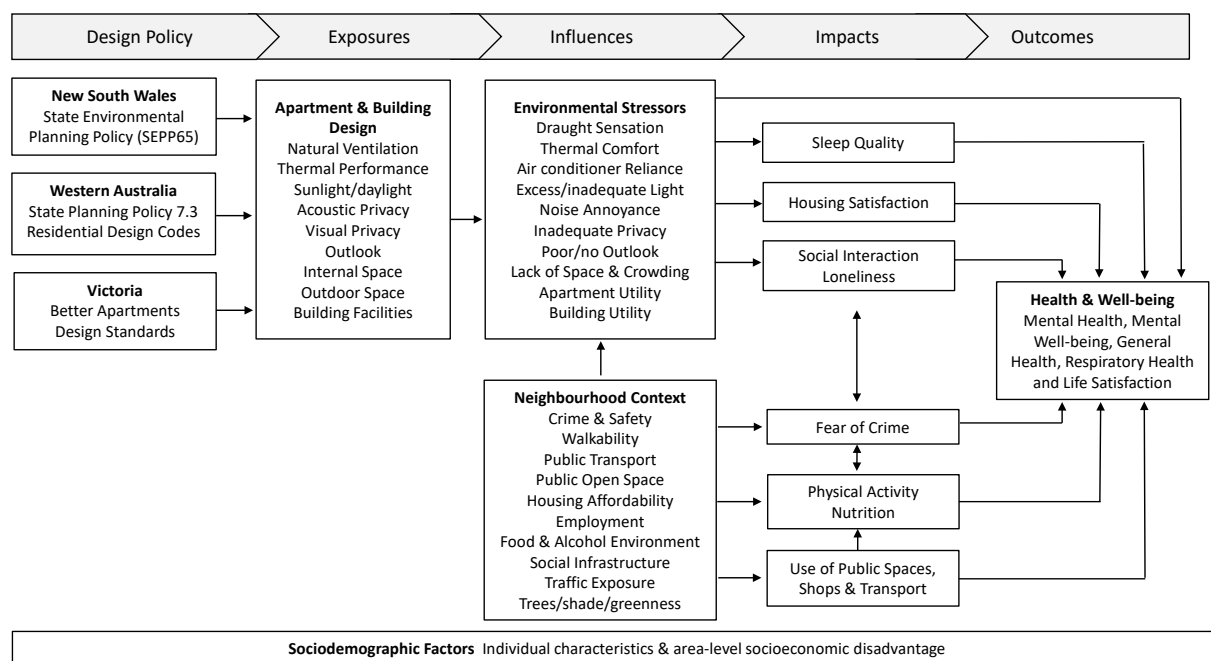 Design Policy
Exposures
Influences
Impacts
Outcomes
New South Wales
State Environmental
Planning Policy (SEPP65)
Western Australia
State Planning Policy 7.3
Residential Design Codes
Victoria
Better Apartments
Design Standards
Apartment & Building
Design
Natural Ventilation
Thermal Performance
Sunlight/daylight
Acoustic Privacy
Visual Privacy
Outlook
Internal Space
Outdoor Space
Building Facilities
Environmental Stressors
Draught Sensation
Thermal Comfort
Air conditioner Reliance
Excess/inadequate Light
Noise Annoyance
Inadequate Privacy
Poor/no Outlook
Lack of Space & Crowding
Apartment Utility
Building Utility
Neighbourhood Context
Crime & Safety
Walkability
Public Transport
Public Open Space
Housing Affordability
Employment
Food & Alcohol Environment
Social Infrastructure
Traffic Exposure
Trees/shade/greenness
Sleep Quality
Housing Satisfaction
Social Interaction
Loneliness
Fear of Crime
Physical Activity
Nutrition
Use of Public Spaces,
Shops & Transport
Health & Well-being
Mental Health, Mental
Well-being, General
Health, Respiratory Health
and Life Satisfaction
Sociodemographic Factors Individual characteristics & area-level socioeconomic disadvantage